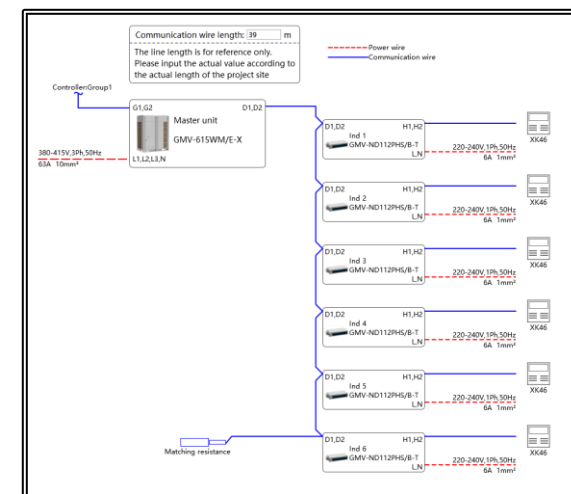 Communication wire length: 39 m
The line length is for reference only.
Please input the actual value according to
the actual length of the project site
Power wire
Communication wire
Controller:Group1
G1,G2 D1,D2
Master unit
GMV-615WM/E-X
L1,L2,L3,N
380-415V,3Ph,50Hz
63A 10mm²
D1,D2 H1,H2
Ind 1
GMV-ND112PHS/B-T
L,N
220-240V,1Ph,50Hz
6A 1mm²
XK46
D1,D2 H1,H2
Ind 2
GMV-ND112PHS/B-T
L,N
220-240V,1Ph,50Hz
6A 1mm²
XK46
D1,D2 H1,H2
Ind 3
GMV-ND112PHS/B-T
L,N
220-240V,1Ph,50Hz
6A 1mm²
XK46
D1,D2 H1,H2
Ind 4
GMV-ND112PHS/B-T
L,N
220-240V,1Ph,50Hz
6A 1mm²
XK46
D1,D2 H1,H2
Ind 5
GMV-ND112PHS/B-T
L,N
220-240V,1Ph,50Hz
6A 1mm²
XK46
D1,D2 H1,H2
Ind 6
GMV-ND112PHS/B-T
L,N
220-240V,1Ph,50Hz
6A 1mm²
XK46
Matching resistance